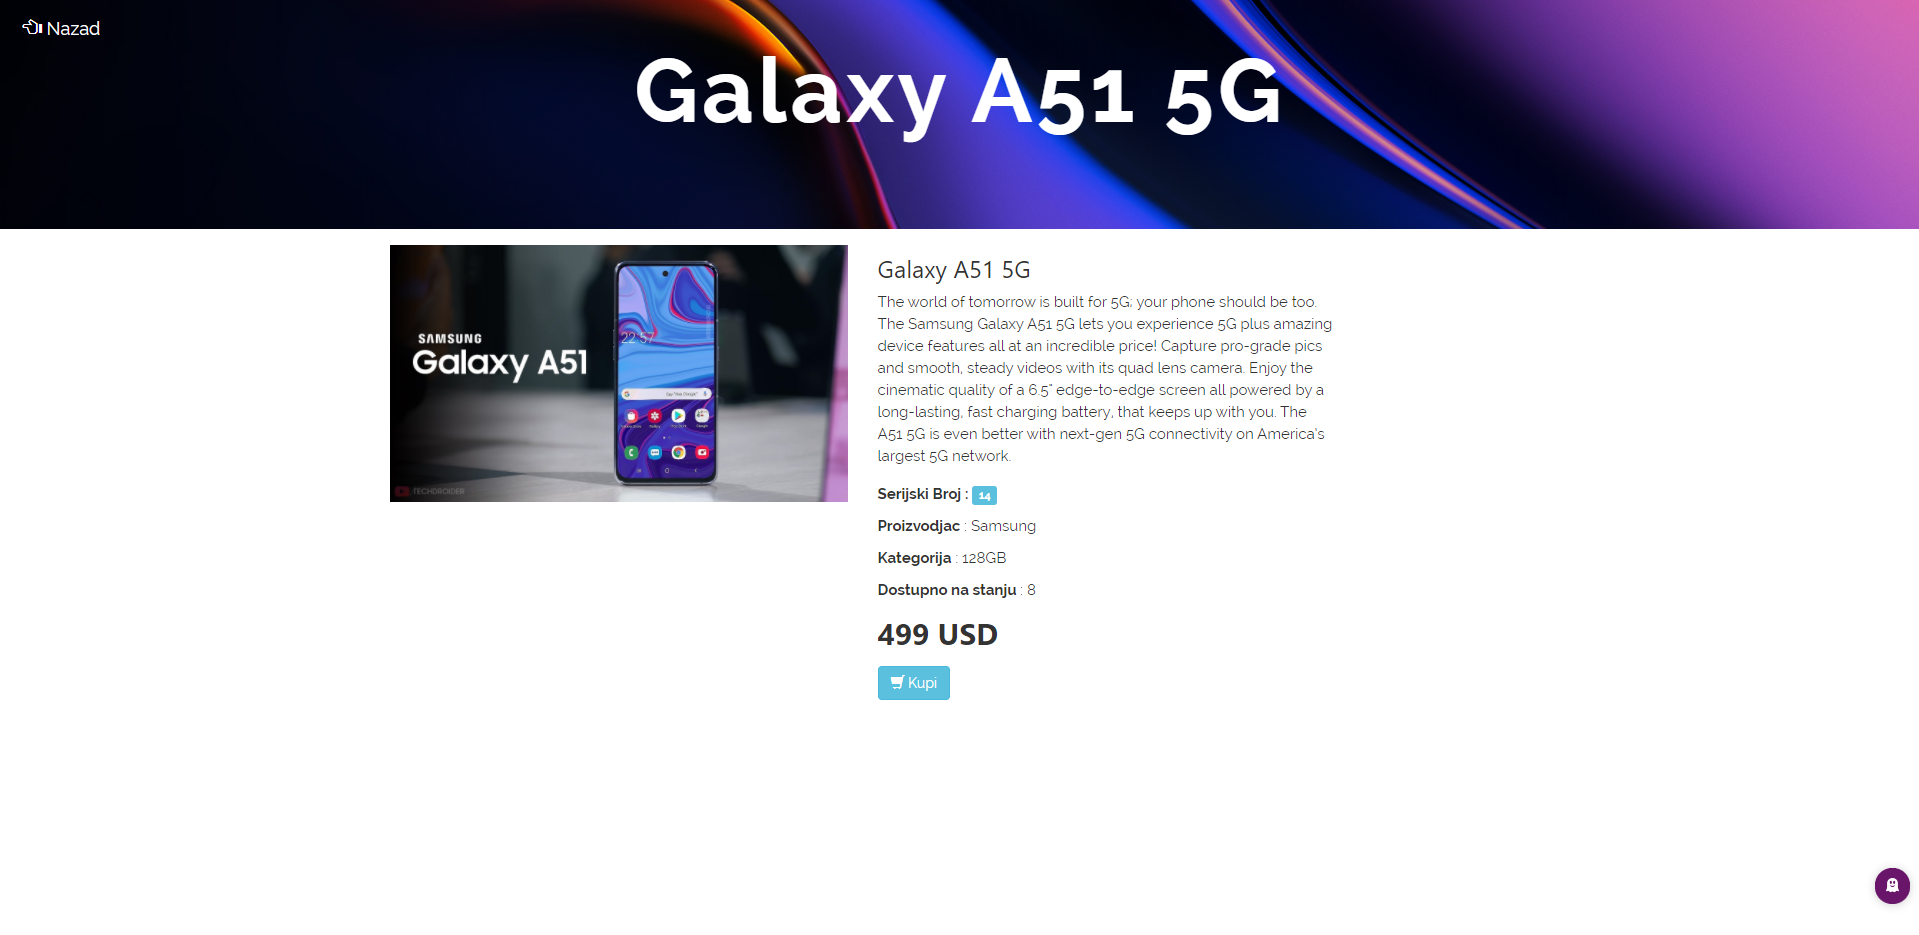 Nazad
Galaxy A51 5G
SAMSUNG
Galaxy A51
22:57
TECHDROIDER
Galaxy A51 5G
The world of tomorrow is built for 5G; your phone should be too.
The Samsung Galaxy A51 5G lets you experience 5G plus amazing
device features all at an incredible price! Capture pro-grade pics
and smooth, steady videos with its quad lens camera. Enjoy the
cinematic quality of a 6.5" edge-to-edge screen all powered by a
long-lasting, fast charging battery, that keeps up with you. The
A51 5G is even better with next-gen 5G connectivity on America's
largest 5G network.
Serijski Broj : 14
Proizvodjac : Samsung
Kategorija : 128GB
Dostupno na stanju : 8
499 USD
Kupi